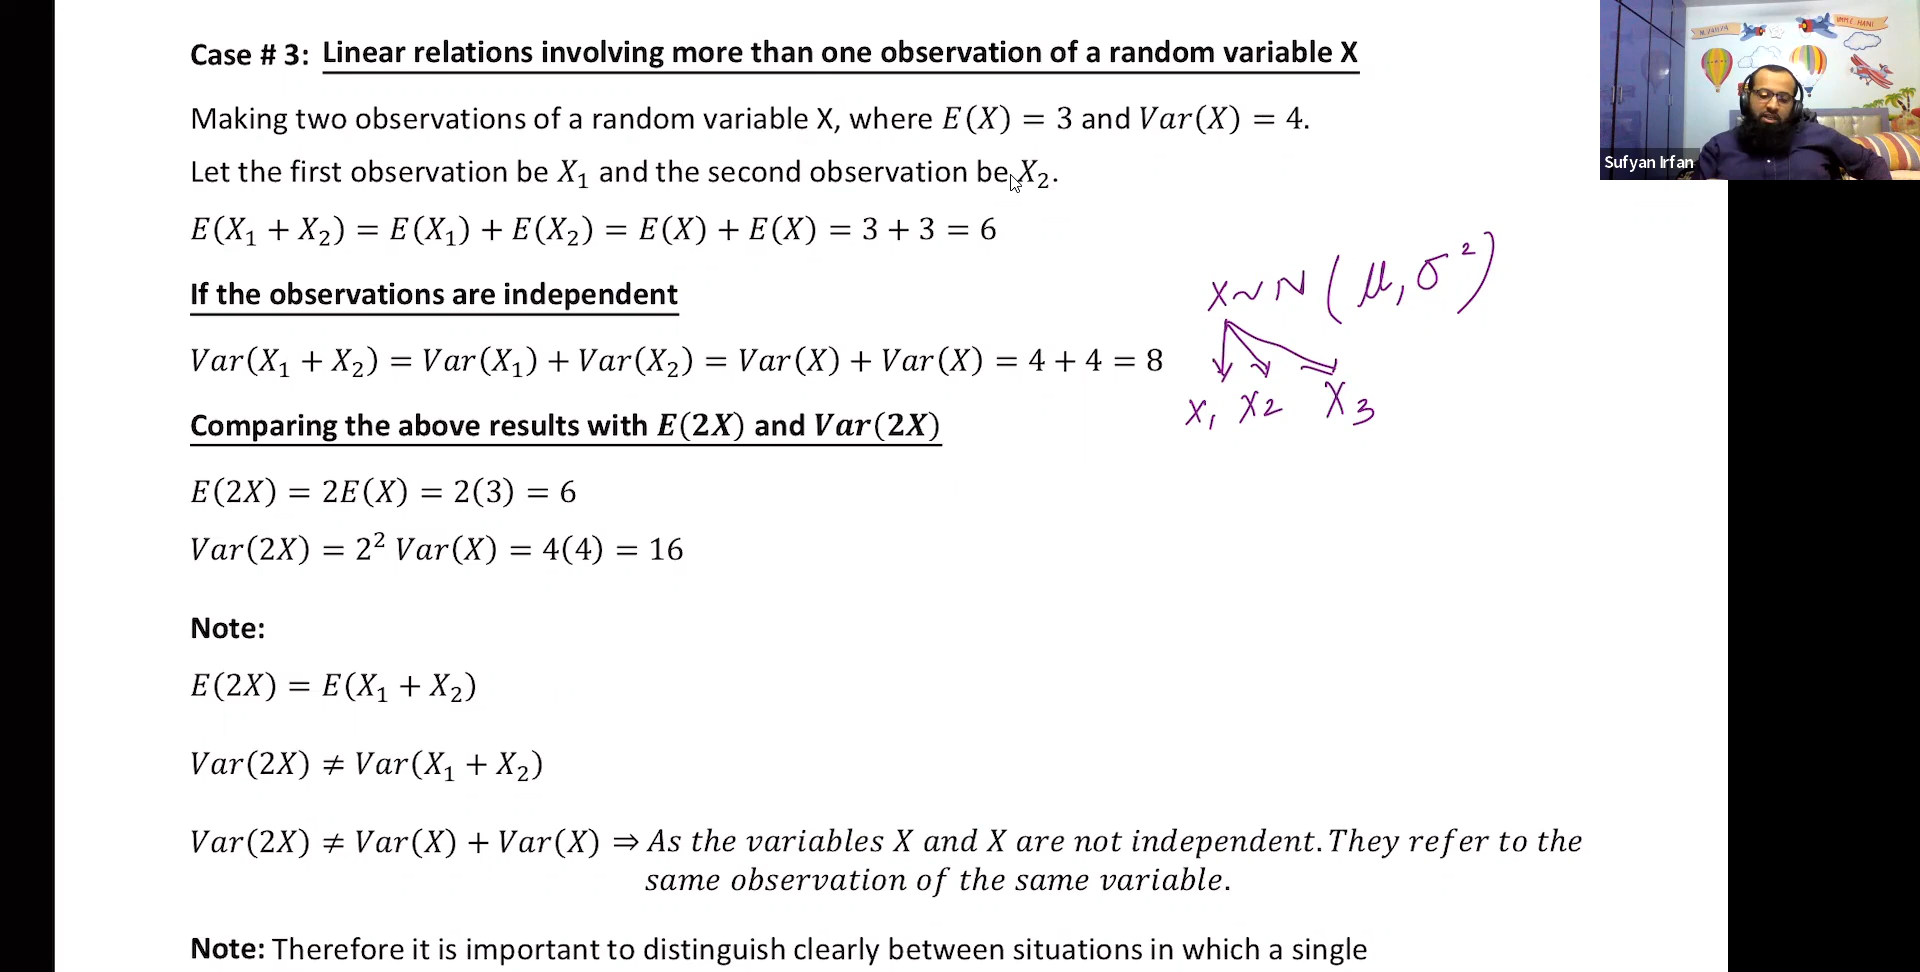 Case # 3: Linear relations involving more than one observation of a random variable X
Making two observations of a random variable X, where E(X) = 3 and Var(X) = 4.
Let the first observation be X₁ and the second observation be X₂.
E(X₁ + X₂) = E(X₁) + E(X₂) = E(X) + E(X) = 3 + 3 = 6
If the observations are independent
Var(X₁ + X₂) = Var(X₁) + Var(X₂) = Var(X) + Var(X) = 4 + 4 = 8
Comparing the above results with E(2X) and Var(2X)
E(2X) = 2E(X) = 2(3) = 6
Var(2X) = 2² Var(X) = 4(4) = 16
Note:
E(2X) = E(X₁ + X₂)
Var(2X) ≠ Var(X₁ + X₂)
Var(2X) ≠ Var(X) + Var(X) ⇒ As the variables X and X are not independent. They refer to the
same observation of the same variable.
Note: Therefore it is important to distinguish clearly between situations in which a single
X~N(μ, σ²)
X₁ X₂ X₃
Sufyan Irfan